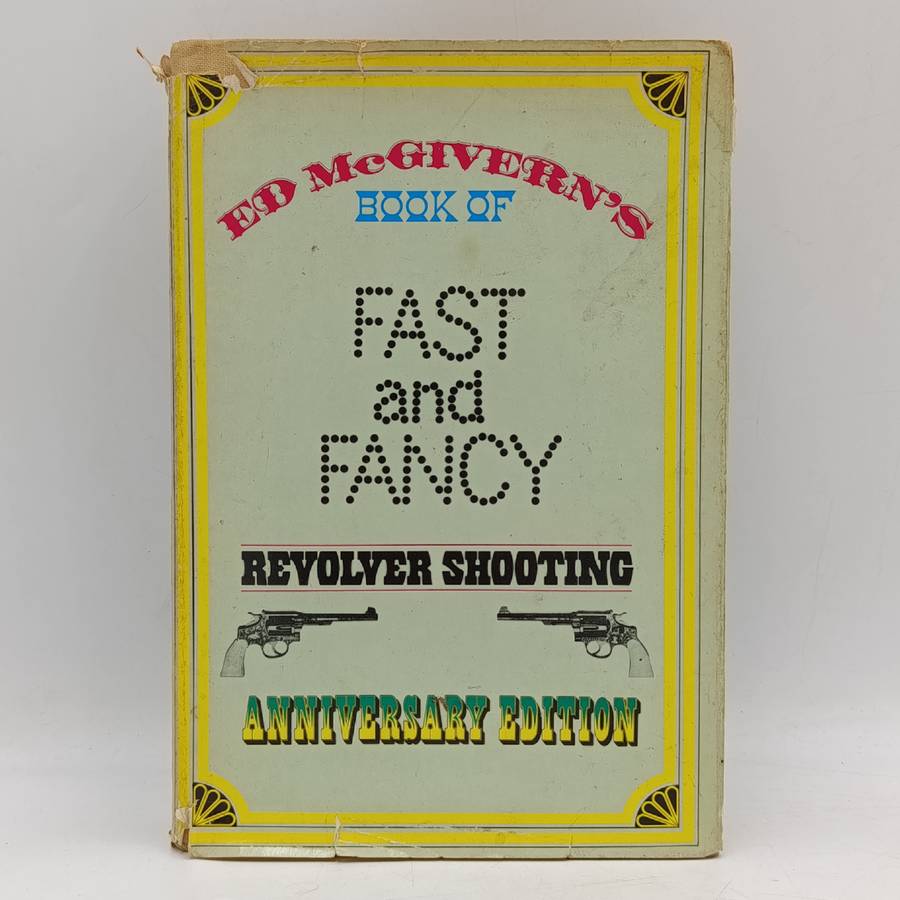 ED McGIVERN'S
BOOK OF
FAST
and
FANCY
REVOLVER SHOOTING
ANNIVERSARY EDITION